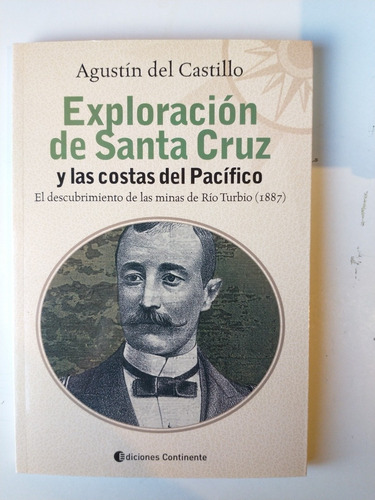 Agustín del Castillo
Exploración
de Santa Cruz
y las costas del Pacífico
El descubrimiento de las minas de Río Turbio (1887)
Ediciones Continente